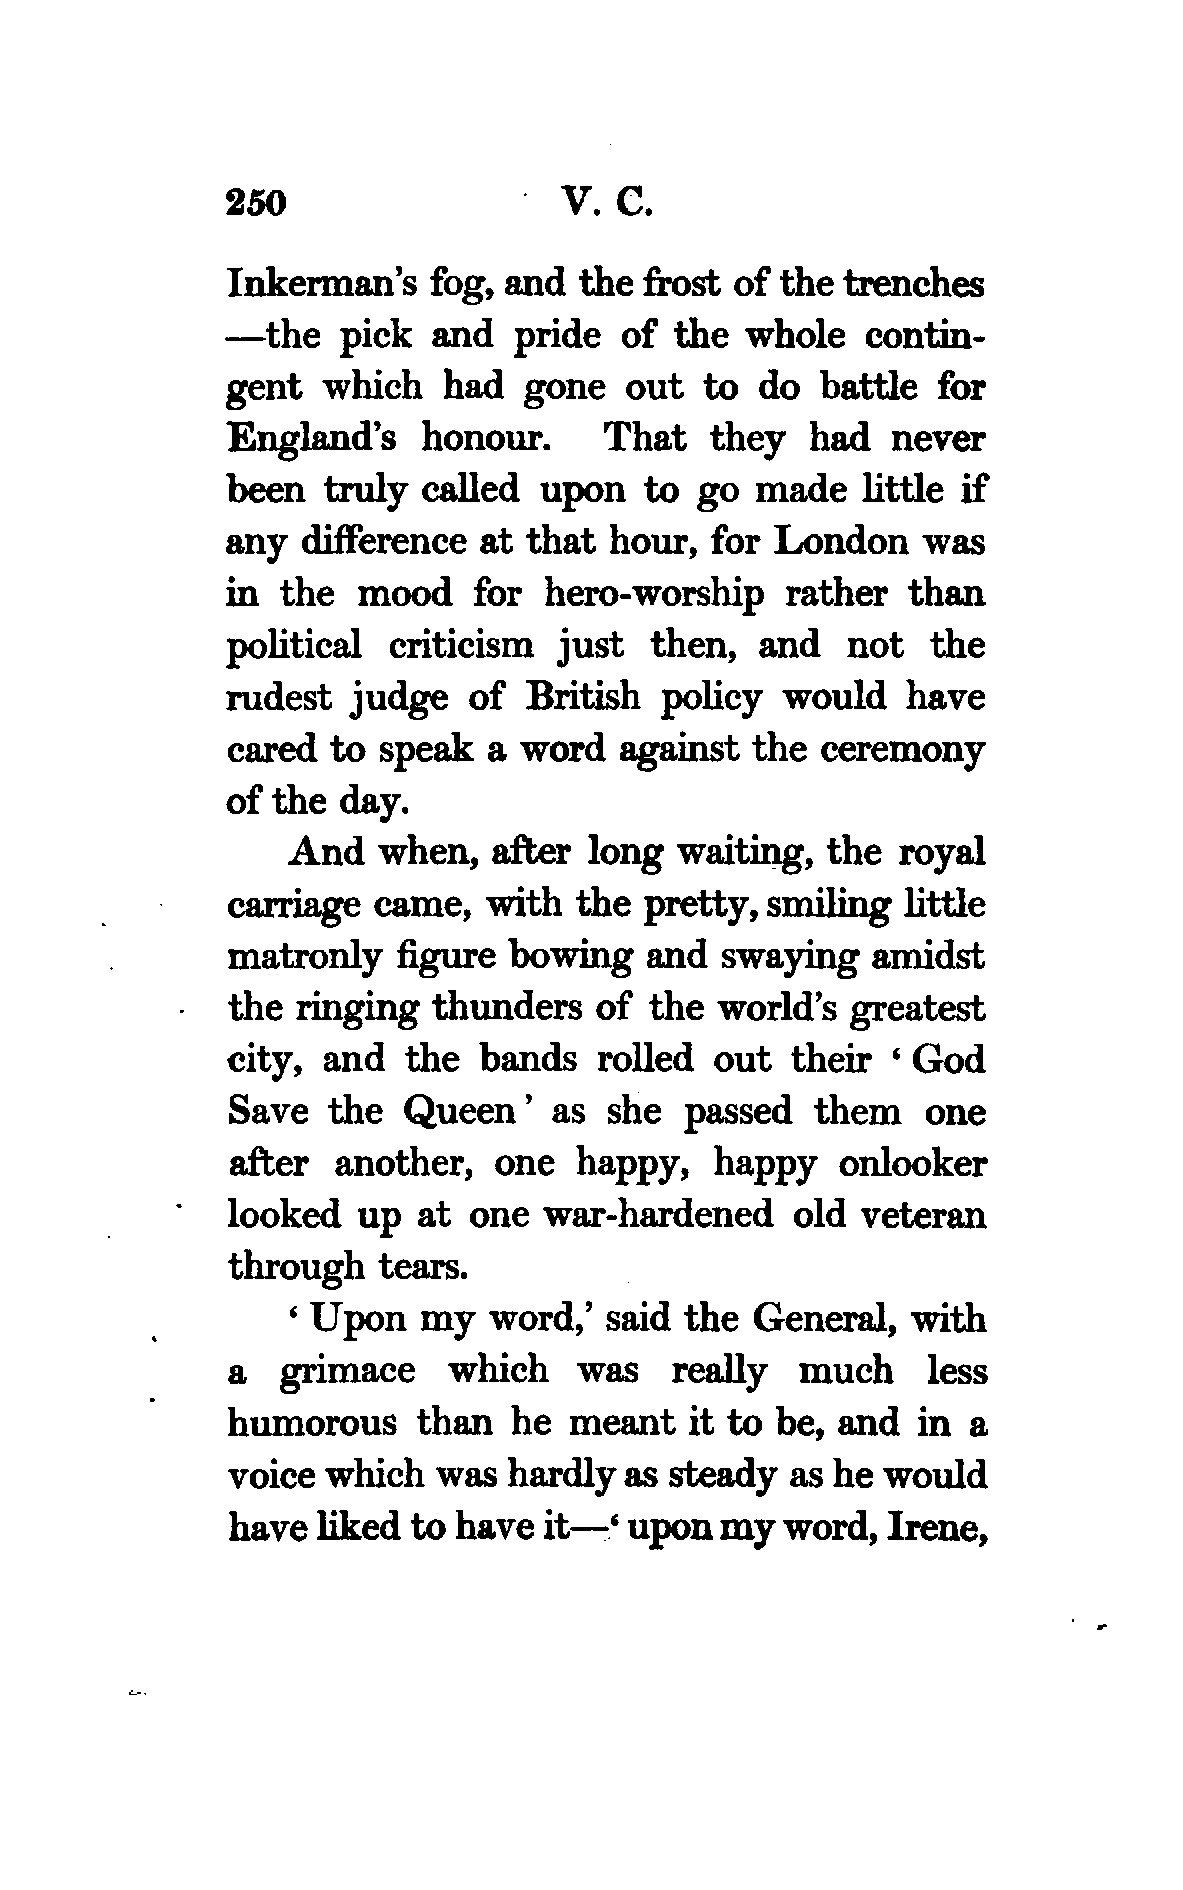 250 V. C.
Inkerman's fog, and the frost of the trenches
—the pick and pride of the whole contin-
gent which had gone out to do battle for
England's honour. That they had never
been truly called upon to go made little if
any difference at that hour, for London was
in the mood for hero-worship rather than
political criticism just then, and not the
rudest judge of British policy would have
cared to speak a word against the ceremony
of the day.
And when, after long waiting, the royal
carriage came, with the pretty, smiling little
matronly figure bowing and swaying amidst
the ringing thunders of the world's greatest
city, and the bands rolled out their ‘ God
Save the Queen’ as she passed them one
after another, one happy, happy onlooker
looked up at one war-hardened old veteran
through tears.
‘ Upon my word,’ said the General, with
a grimace which was really much less
humorous than he meant it to be, and in a
voice which was hardly as steady as he would
have liked to have it—‘ upon my word, Irene,